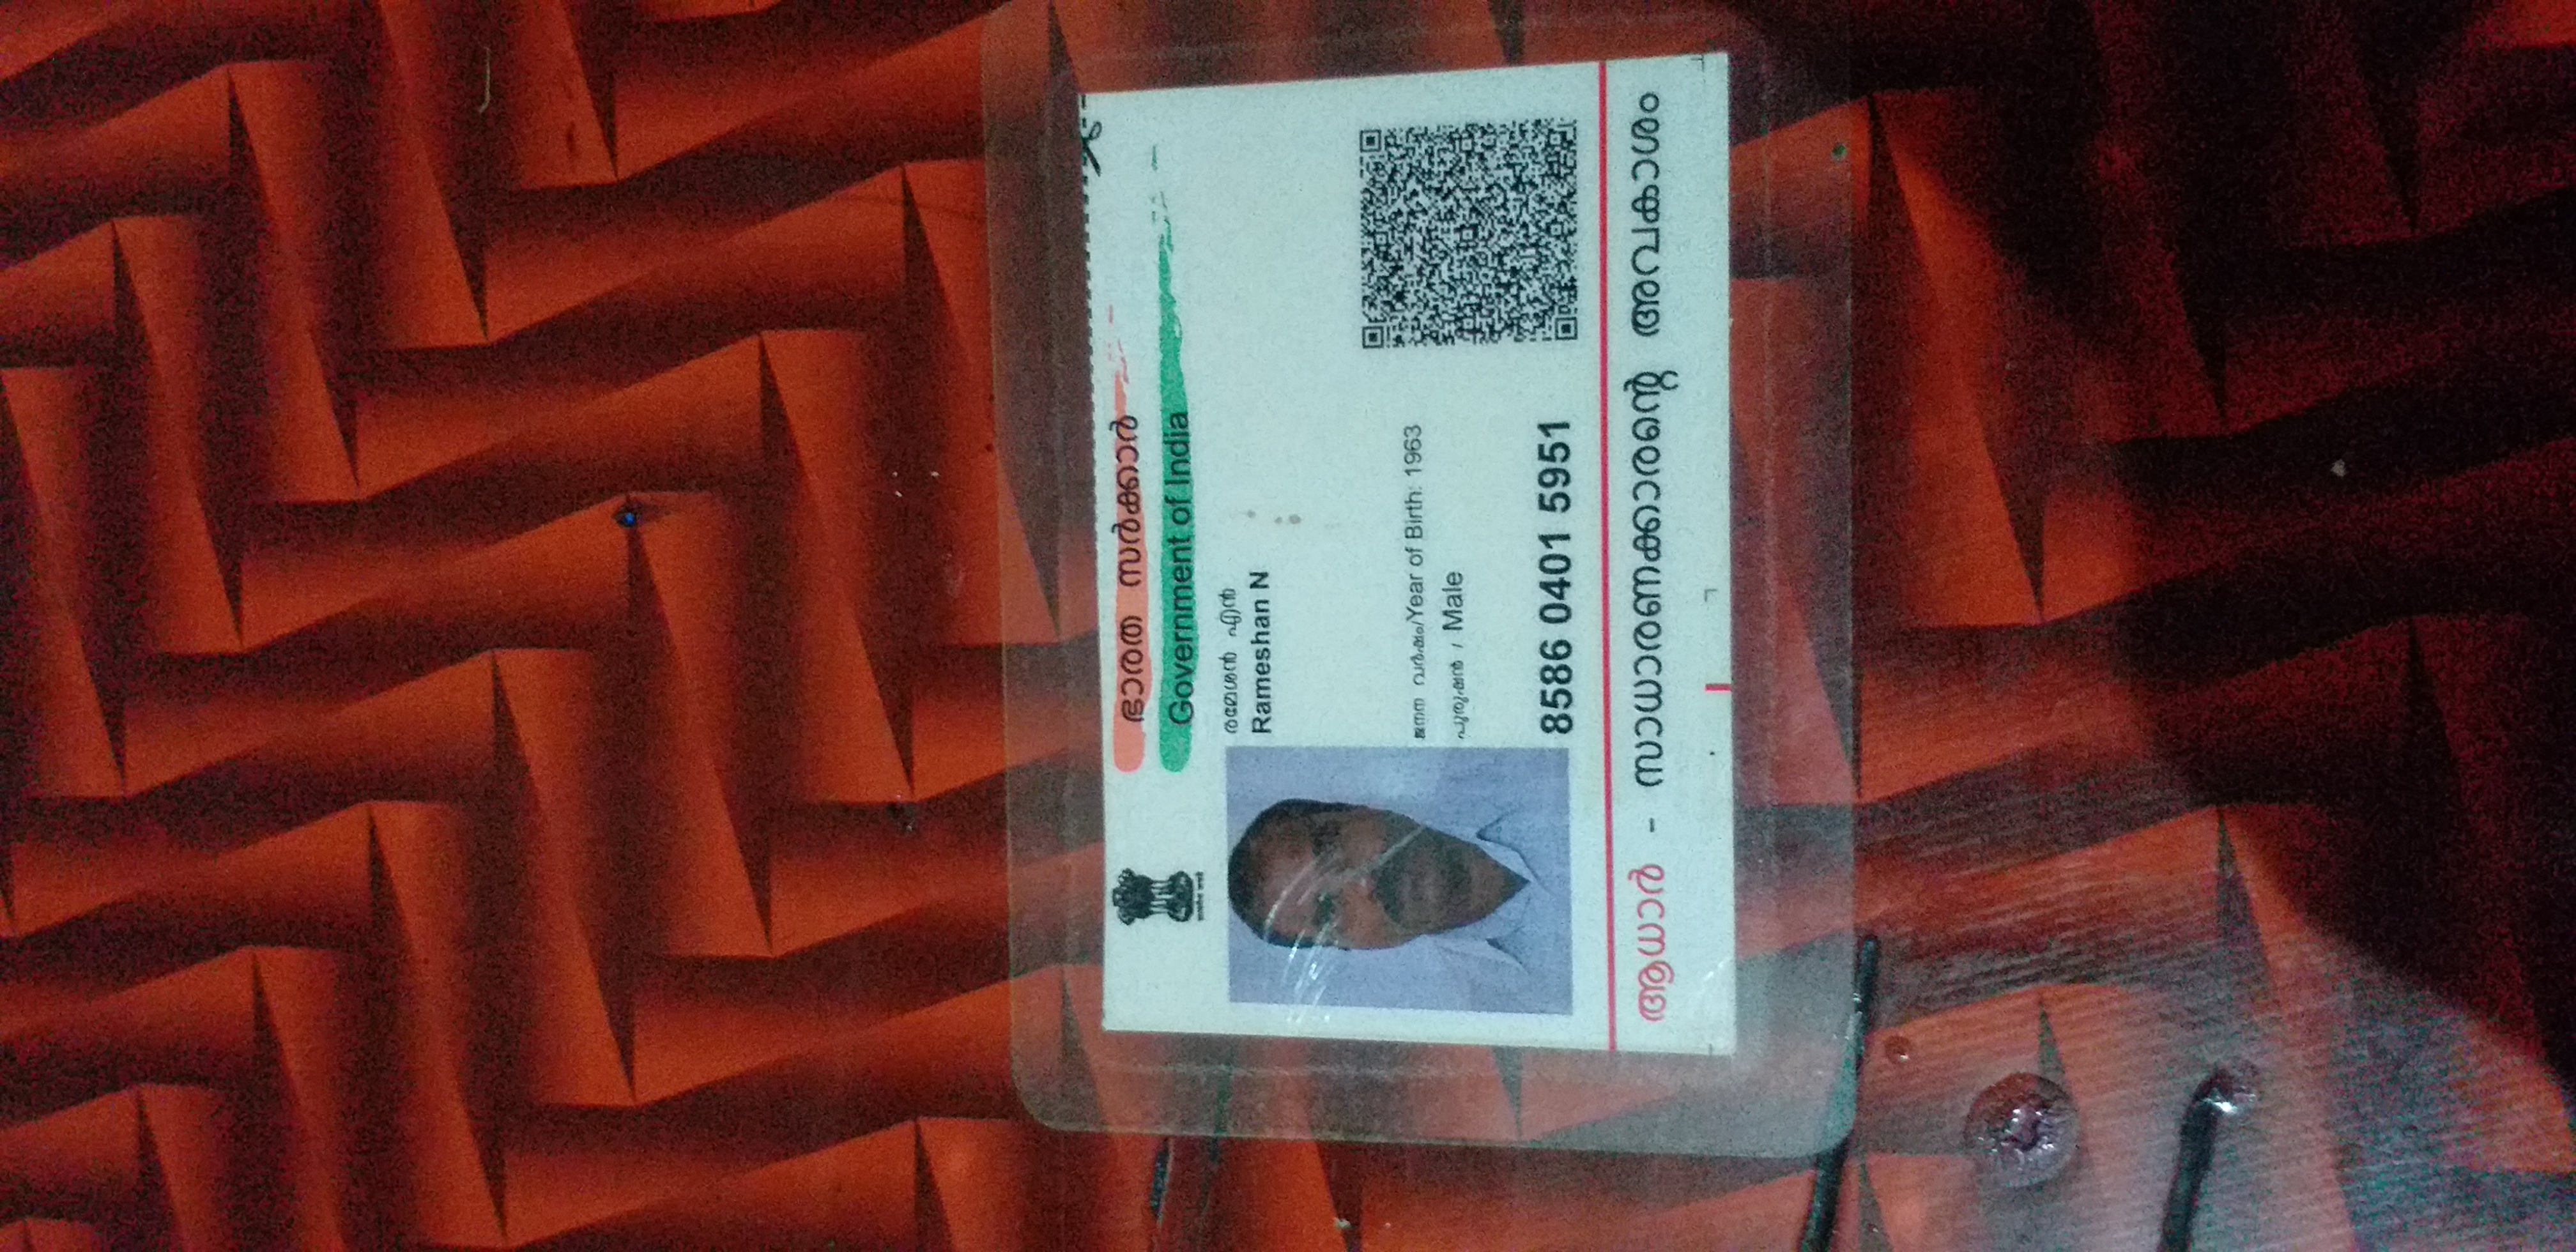 ഭാരത സർക്കാർ
Government of India
രമേശൻ എൻ
Rameshan N
ജനന വർഷം/Year of Birth: 1963
പുരുഷൻ / Male
8586 0401 5951
ആധാർ - സാധാരണക്കാരന്റെ അവകാശം